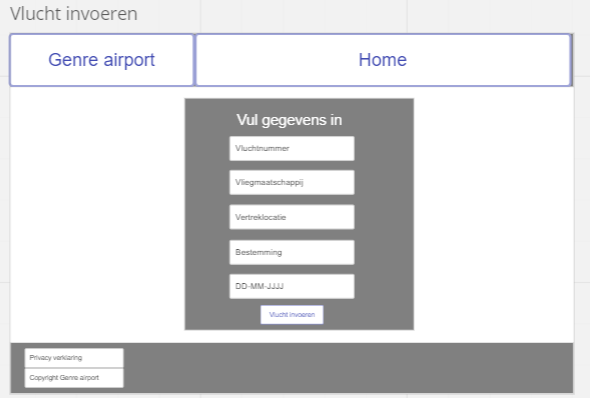 Vlucht invoeren
Genre airport
Home
Vul gegevens in
Vluchtnummer
Vliegmaatschappij
Vertreklocatie
Bestemming
DD-MM-JJJJ
Vlucht invoeren
Privacy verklaring
Copyright Genre airport